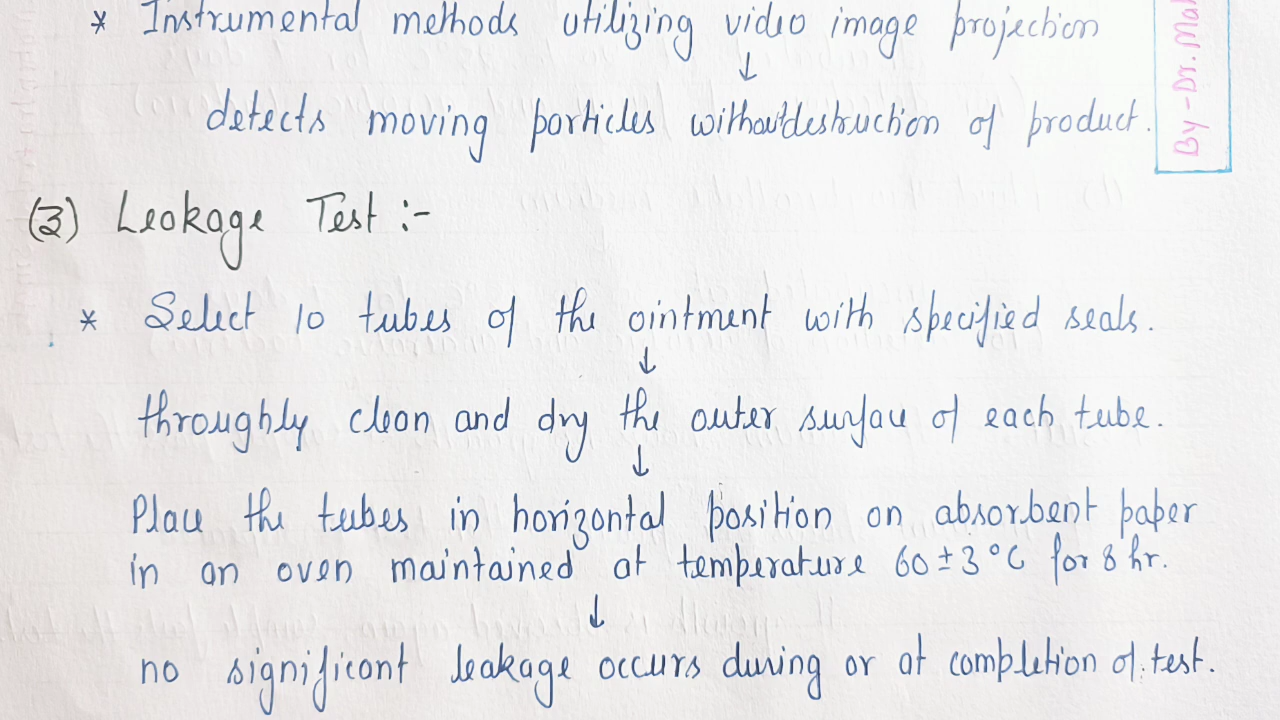 * Instrumental methods utilizing video image projection
↓
detects moving particles without destruction of product.
By - Dr. Mal
(3) Leakage Test :-
* Select 10 tubes of the ointment with specified seals.
↓
throughly clean and dry the outer surface of each tube.
↓
Place the tubes in horizontal position on absorbent paper
in an oven maintained at temperature 60 ± 3 °C for 8 hr.
↓
no significant leakage occurs during or at completion of test.